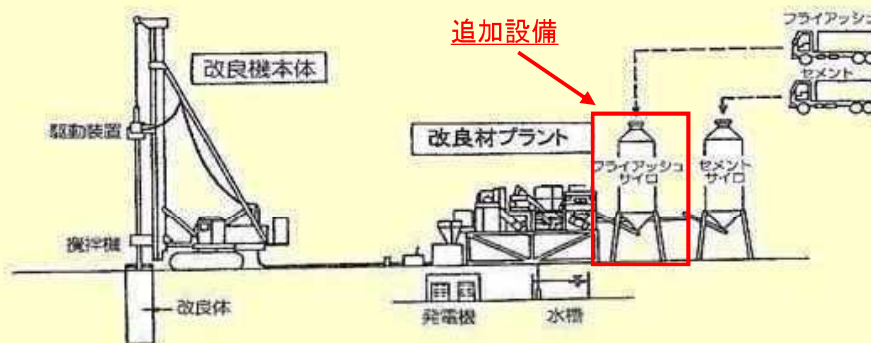 フライアッシュ
追加設備
改良機本体
セメント
駆動装置
改良材プラント
フライアッシュ
サイロ
セメント
サイロ
攪拌機
改良体
発電機
水槽